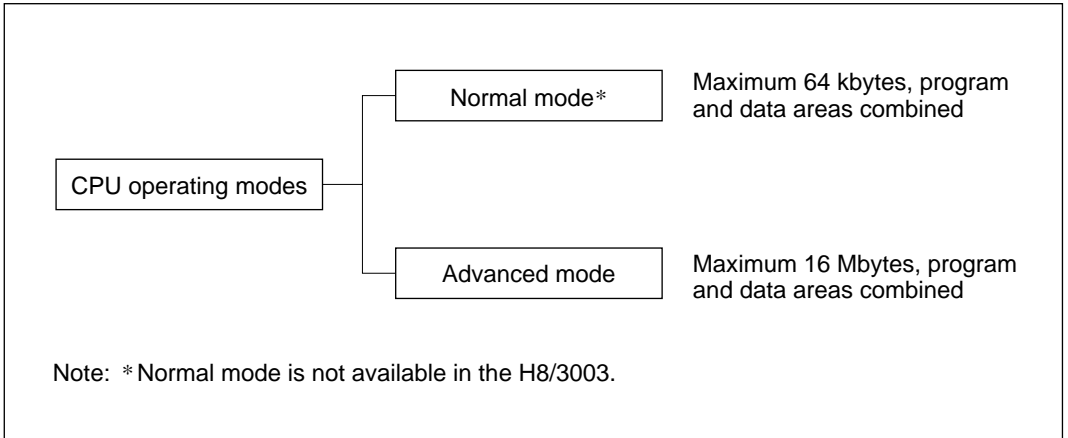 Normal mode*
Maximum 64 kbytes, program
and data areas combined
CPU operating modes
Advanced mode
Maximum 16 Mbytes, program
and data areas combined
Note: * Normal mode is not available in the H8/3003.